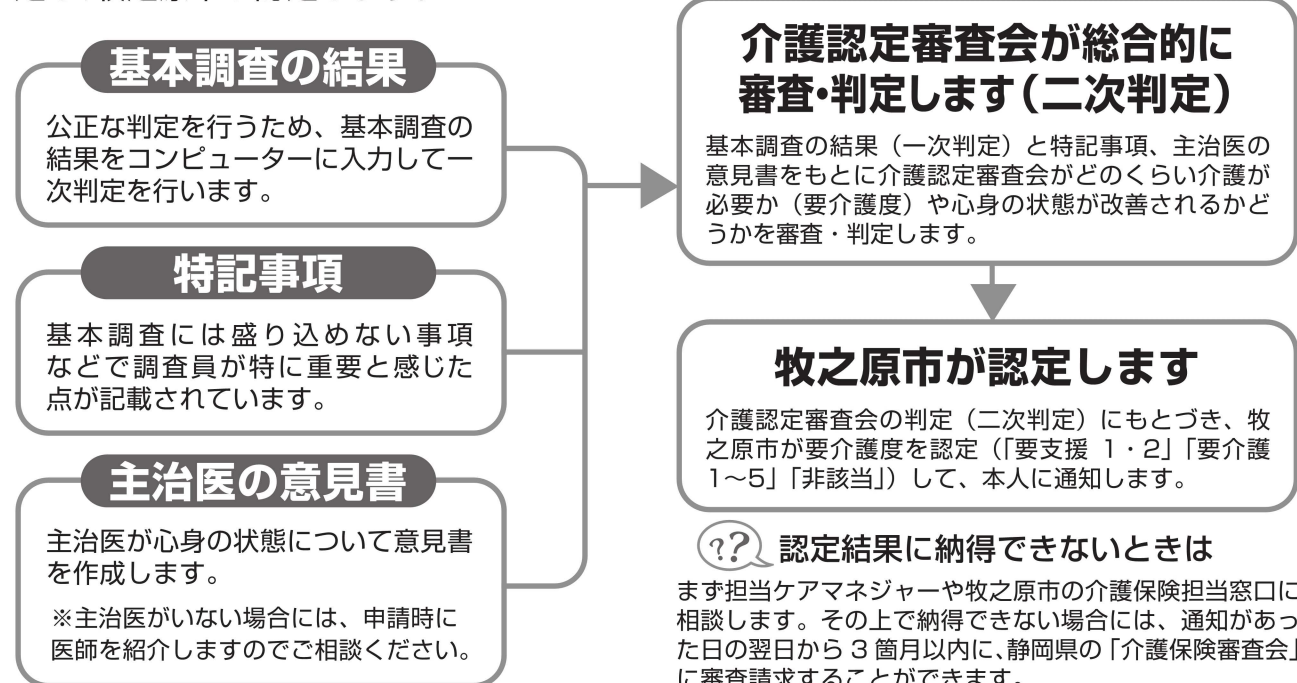 基本調査の結果
公正な判定を行うため、基本調査の
結果をコンピューターに入力して一
次判定を行います。
特記事項
基本調査には盛り込めない事項
などで調査員が特に重要と感じた
点が記載されています。
主治医の意見書
主治医が心身の状態について意見書
を作成します。
※主治医がいない場合には、申請時に
医師を紹介しますのでご相談ください。
介護認定審査会が総合的に
審査・判定します(二次判定)
基本調査の結果(一次判定)と特記事項、主治医の
意見書をもとに介護認定審査会がどのくらい介護が
必要か(要介護度)や心身の状態が改善されるかど
うかを審査・判定します。
牧之原市が認定します
介護認定審査会の判定(二次判定)にもとづき、牧
之原市が要介護度を認定(「要支援 1・2」「要介護
1~5」「非該当」)して、本人に通知します。
?? 認定結果に納得できないときは
まず担当ケアマネジャーや牧之原市の介護保険担当窓口に
相談します。その上で納得できない場合には、通知があっ
た日の翌日から 3 箇月以内に、静岡県の「介護保険審査会」
に審査請求することができます。